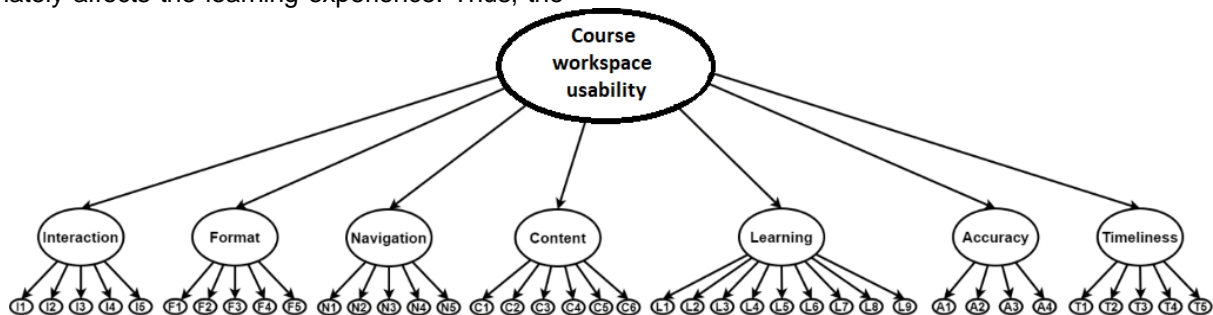 mately affects the learning experience. Thus, the
Course
workspace
usability
Interaction Format Navigation Content Learning Accuracy Timeliness
I1 I2 I3 I4 I5 F1 F2 F3 F4 F5 N1 N2 N3 N4 N5 C1 C2 C3 C4 C5 C6 L1 L2 L3 L4 L5 L6 L7 L8 L9 A1 A2 A3 A4 T1 T2 T3 T4 T5